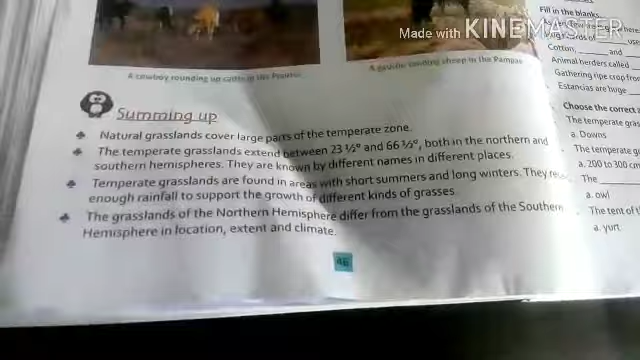 Made with KINEMASTER
A cowboy rounding up cattle in the Prairie
A gaucho tending sheep in the Pampas
Summing up
Natural grasslands cover large parts of the temperate zone.
The temperate grasslands extend between 23 ½° and 66 ½°, both in the northern and
southern hemispheres. They are known by different names in different places.
Temperate grasslands are found in areas with short summers and long winters. They
enough rainfall to support the growth of different kinds of grasses.
The grasslands of the Northern Hemisphere differ from the grasslands of the Southern
Hemisphere in location, extent and climate.
46
Fill in the blanks.
Cotton, ______ and
Animal herders called
Gathering ripe crop from
Estancias are huge
Choose the correct
The temperate gras
a. Downs
The temperate g
a. 200 to 300 cm
The
a. owl
The tent of t
a. yurt